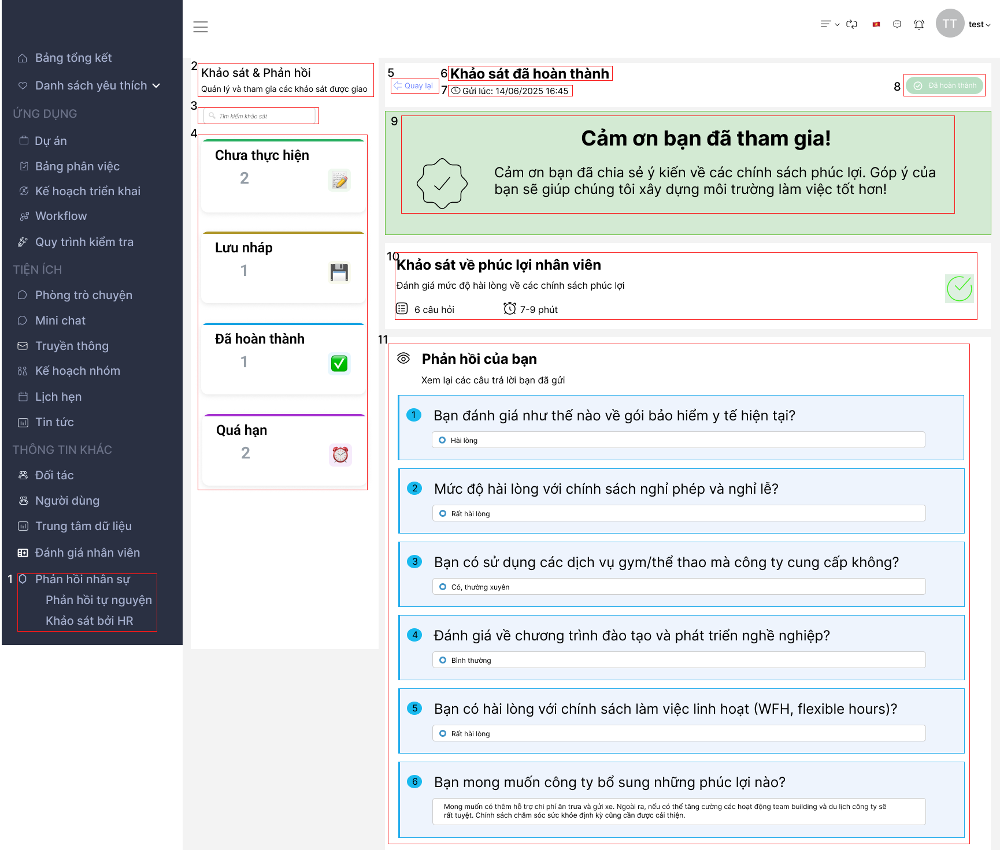 Bảng tổng kết
Danh sách yêu thích
ỨNG DỤNG
Dự án
Bảng phân việc
Kế hoạch triển khai
Workflow
Quy trình kiểm tra
TIỆN ÍCH
Phòng trò chuyện
Mini chat
Truyền thông
Kế hoạch nhóm
Lịch hẹn
Tin tức
THÔNG TIN KHÁC
Đối tác
Người dùng
Trung tâm dữ liệu
Đánh giá nhân viên
1 Phản hồi nhân sự
Phản hồi tự nguyện
Khảo sát bởi HR
TT test
2 Khảo sát & Phản hồi
Quản lý và tham gia các khảo sát được giao
3 Tìm kiếm khảo sát
4
Chưa thực hiện
2
Lưu nháp
1
Đã hoàn thành
1
Quá hạn
2
5 Quay lại
6 Khảo sát đã hoàn thành
7 Gửi lúc: 14/06/2025 16:45
8 Đã hoàn thành
9
Cảm ơn bạn đã tham gia!
Cảm ơn bạn đã chia sẻ ý kiến về các chính sách phúc lợi. Góp ý của
bạn sẽ giúp chúng tôi xây dựng môi trường làm việc tốt hơn!
10
Khảo sát về phúc lợi nhân viên
Đánh giá mức độ hài lòng về các chính sách phúc lợi
6 câu hỏi 7-9 phút
11
Phản hồi của bạn
Xem lại các câu trả lời bạn đã gửi
1 Bạn đánh giá như thế nào về gói bảo hiểm y tế hiện tại?
Hài lòng
2 Mức độ hài lòng với chính sách nghỉ phép và nghỉ lễ?
Rất hài lòng
3 Bạn có sử dụng các dịch vụ gym/thể thao mà công ty cung cấp không?
Có, thường xuyên
4 Đánh giá về chương trình đào tạo và phát triển nghề nghiệp?
Bình thường
5 Bạn có hài lòng với chính sách làm việc linh hoạt (WFH, flexible hours)?
Rất hài lòng
6 Bạn mong muốn công ty bổ sung những phúc lợi nào?
Mong muốn có thêm hỗ trợ chi phí ăn trưa và gửi xe. Ngoài ra, nếu có thể tăng cường các hoạt động team building và du lịch công ty sẽ
rất tuyệt. Chính sách chăm sóc sức khỏe định kỳ cũng cần được cải thiện.